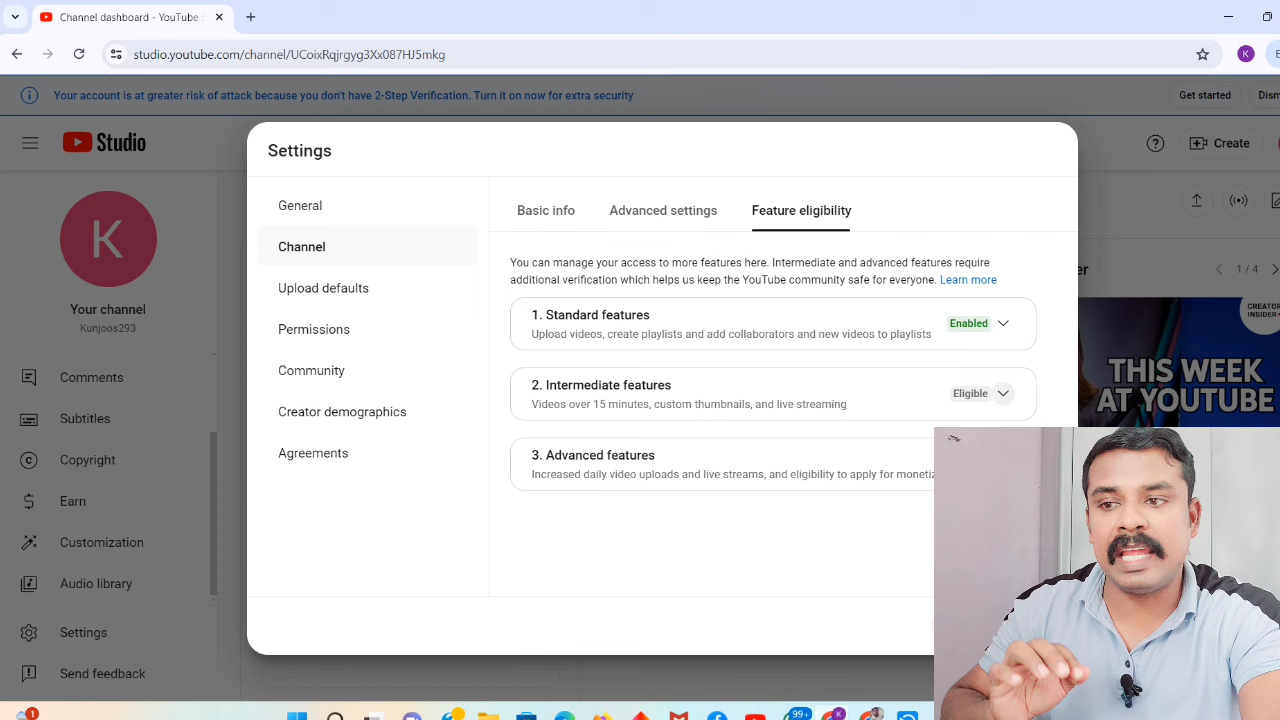 Channel dashboard - YouTube S
studio.youtube.com/channel/UCoixRqjrgyg3Xx087HJ5mkg
K
Your account is at greater risk of attack because you don't have 2-Step Verification. Turn it on now for extra security
Get started
Dism
Studio
Create
Settings
K
Your channel
Kunjoos293
Comments
Subtitles
Copyright
Earn
Customization
Audio library
Settings
Send feedback
General
Channel
Upload defaults
Permissions
Community
Creator demographics
Agreements
Basic info
Advanced settings
Feature eligibility
You can manage your access to more features here. Intermediate and advanced features require
additional verification which helps us keep the YouTube community safe for everyone. Learn more
1. Standard features
Upload videos, create playlists and add collaborators and new videos to playlists
Enabled
2. Intermediate features
Videos over 15 minutes, custom thumbnails, and live streaming
Eligible
3. Advanced features
Increased daily video uploads and live streams, and eligibility to apply for monetiz
er
1 / 4
CREATOR
INSIDER
THIS WEEK
AT YOUTUBE
1
99+
K